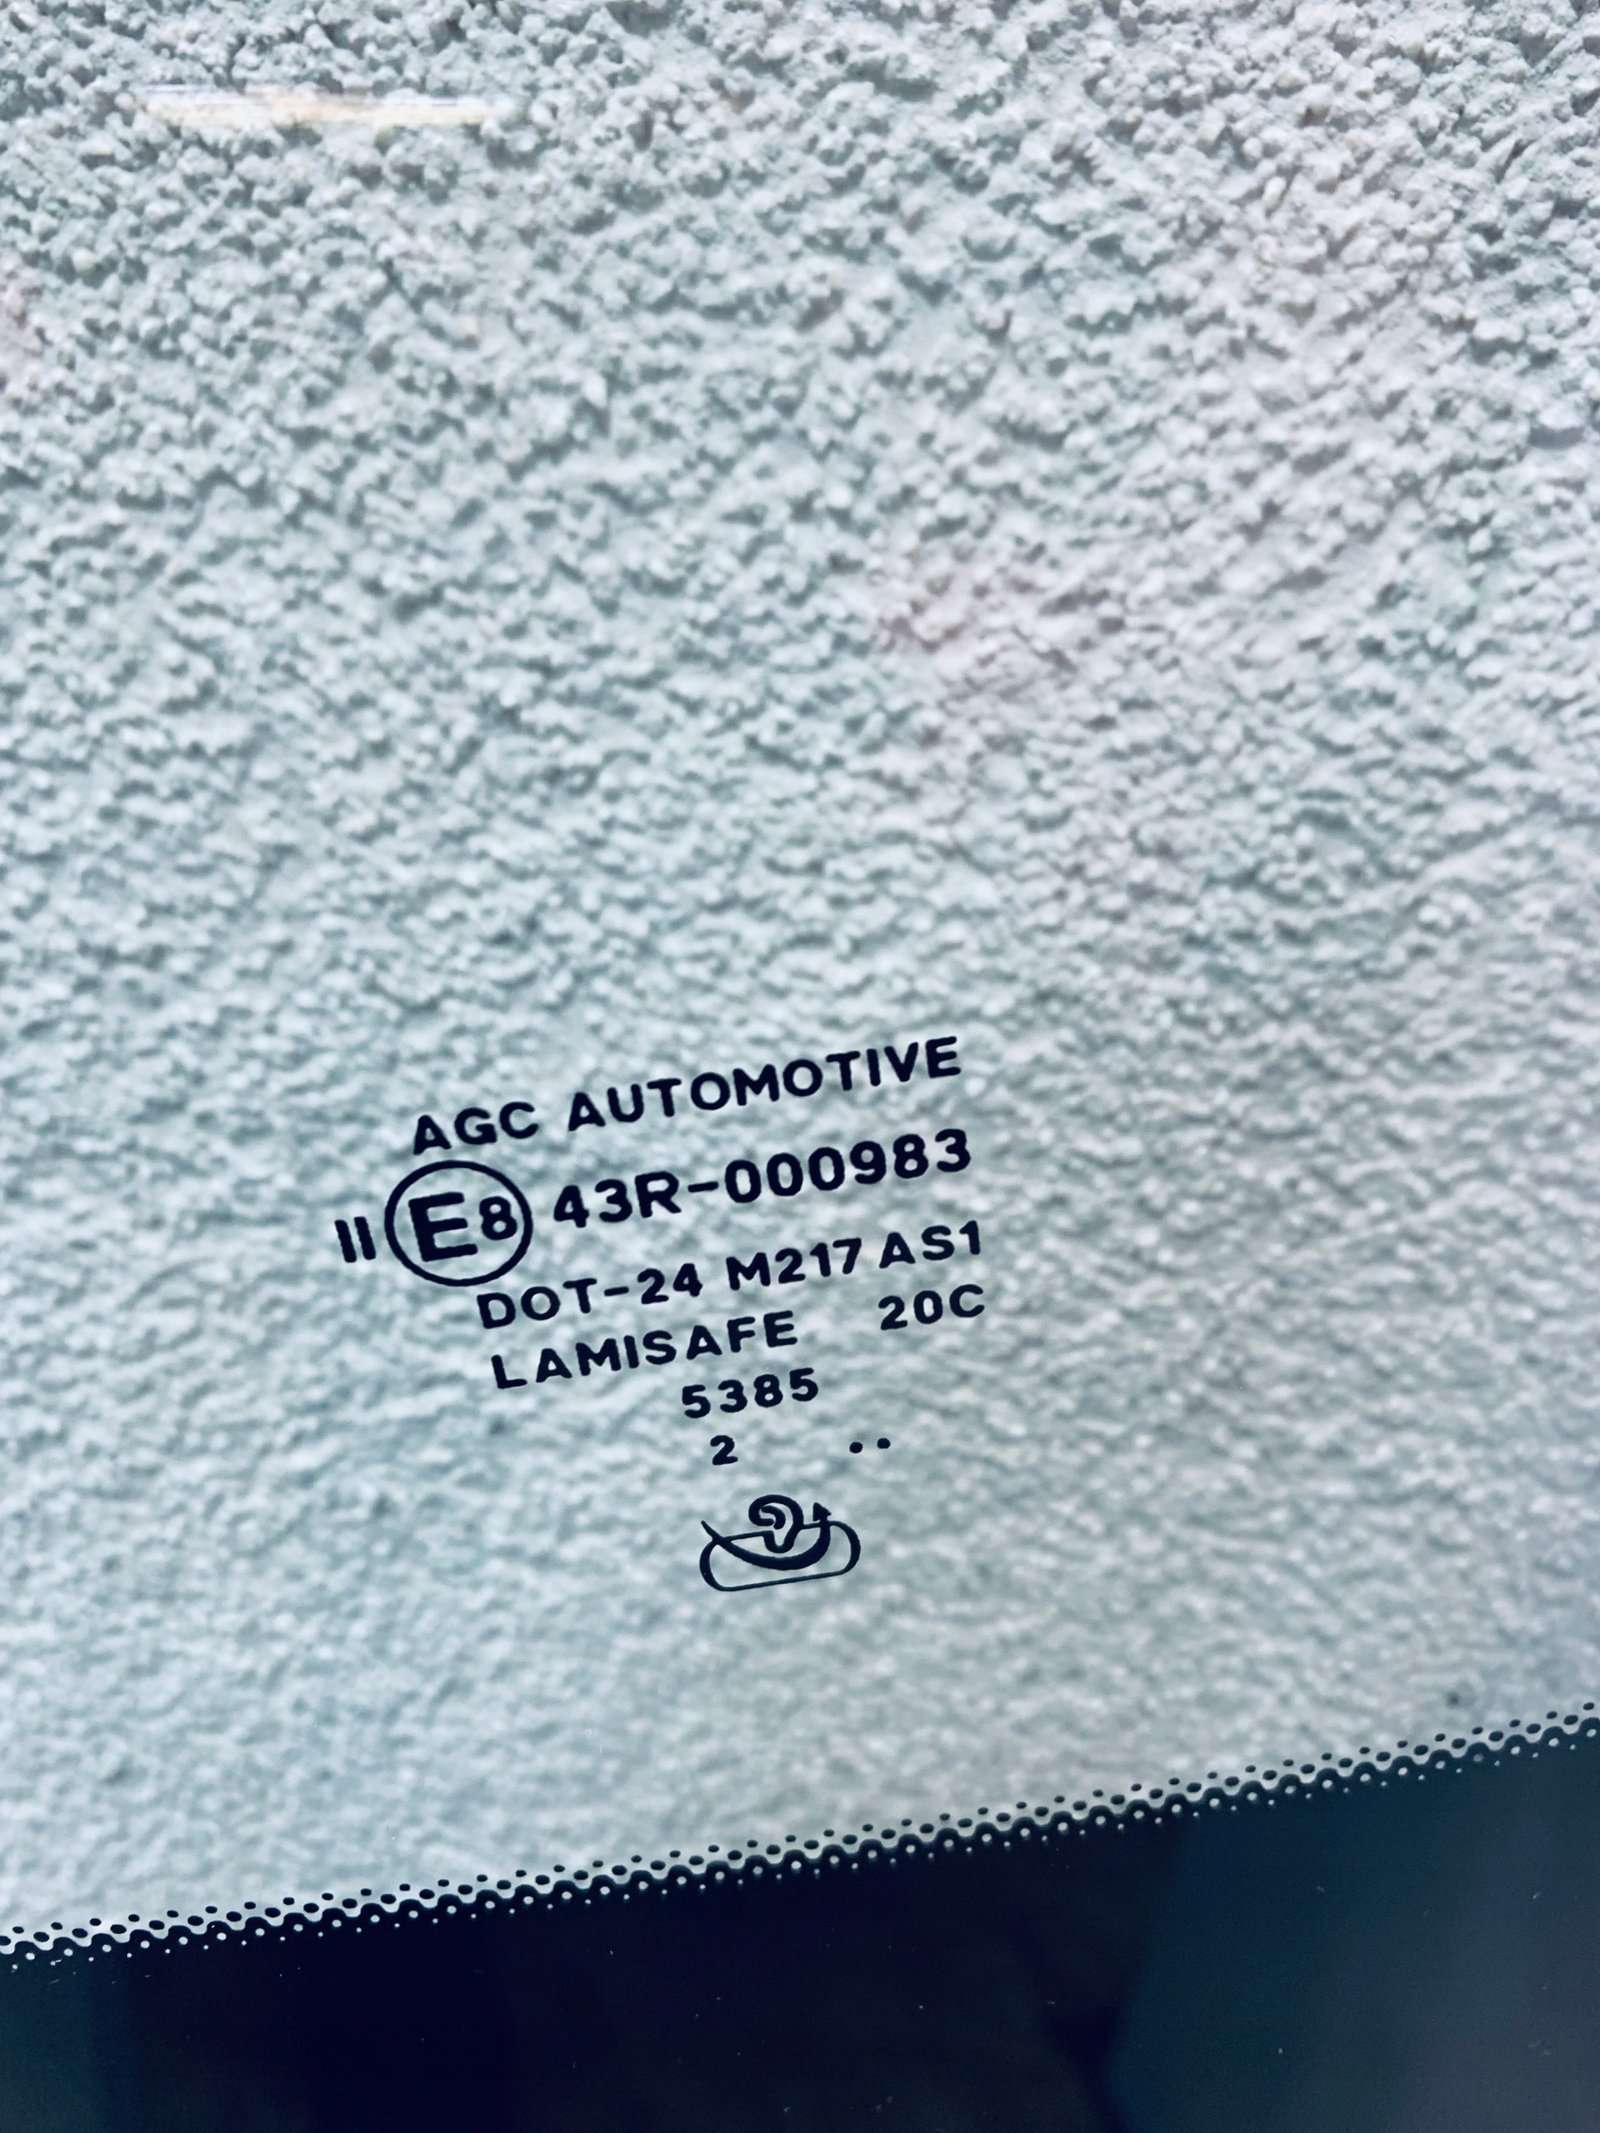 AGC AUTOMOTIVE
II E8 43R-000983
DOT-24 M217 AS1
LAMISAFE 20C
5385
2 ..